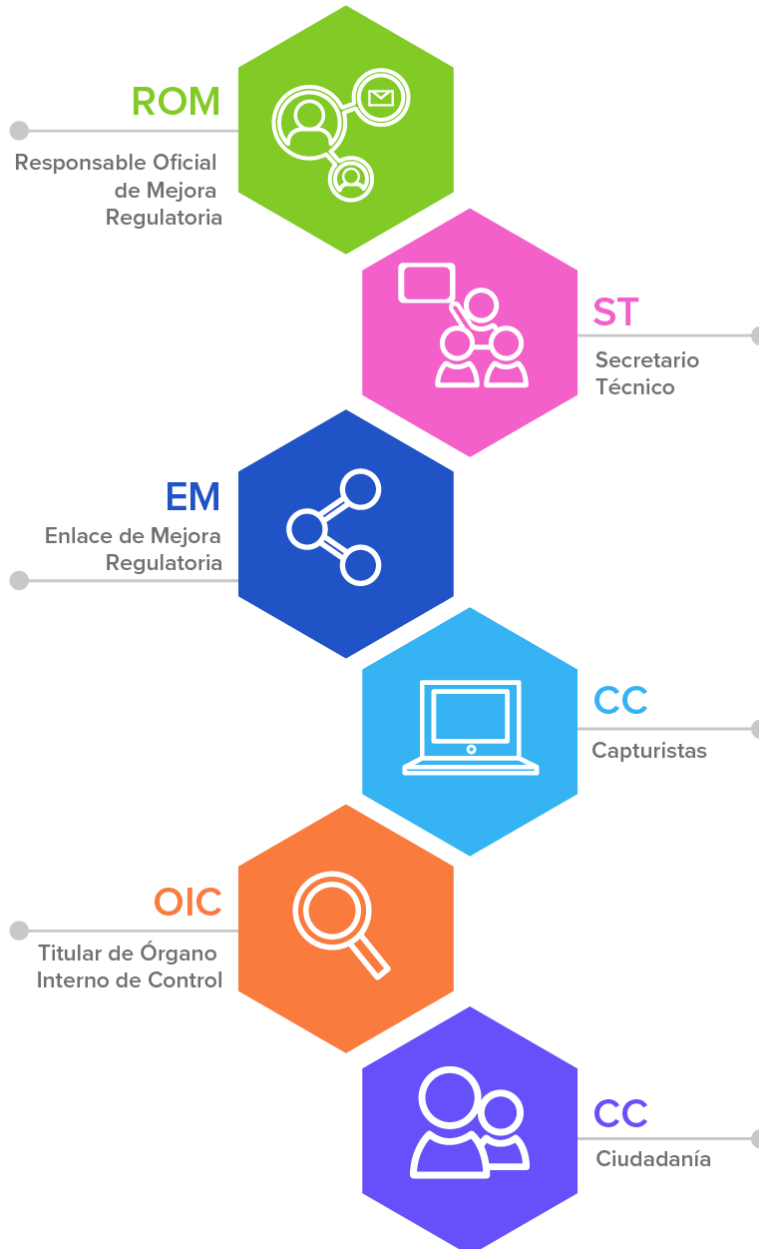 ROM
Responsable Oficial
de Mejora
Regulatoria
ST
Secretario
Técnico
EM
Enlace de Mejora
Regulatoria
CC
Capturistas
OIC
Titular de Órgano
Interno de Control
CC
Ciudadanía